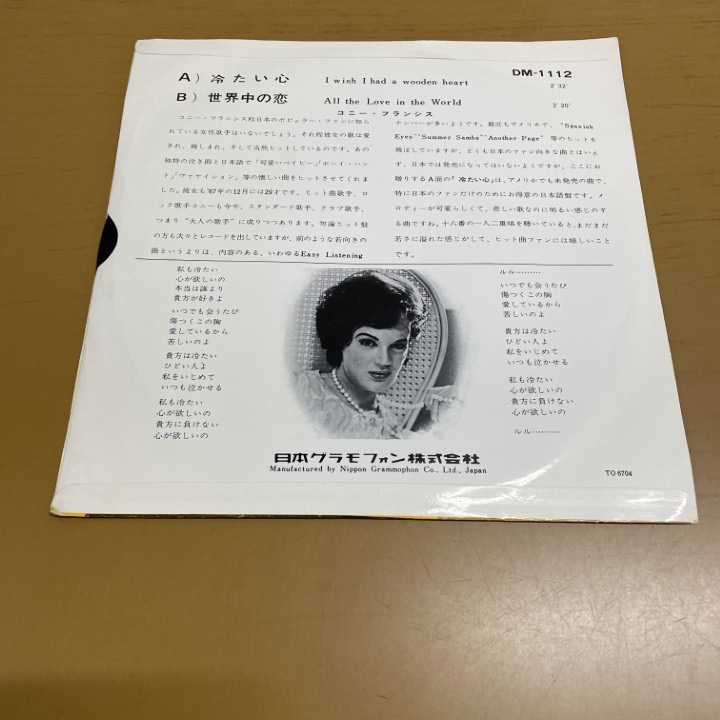 A) 冷たい心 I wish I had a wooden heart
DM-1112
2′32″
B) 世界中の恋 All the Love in the World
2′20″
コニー・フランシス
コニー・フランシス程日本のポピュラー・ファンに知ら
れている女性歌手はいないでしょう。それ程彼女の歌は愛
され、親しまれ、そして当然ヒットしているのです。あの
独特の泣き節と日本語で"可愛いベイビー""ボーイ・ハン
ト""ヴァケイション"等の懐しい曲をヒットさせてくれま
した。彼女も'67年の12月には29才です。ヒット曲歌手、ロ
ック歌手コニーも今や、スタンダード歌手、クラブ歌手、
つまり"大人の歌手"に成りつつあります。勿論ヒット盤
の方も次々とレコードを出していますが、前のような若向きの
曲というよりは、内容のある、いわゆるEasy Listening
ナンバーが多いようです。最近もアメリカで、"Spanish
Eyes""Summer Samba""Another Page" 等のヒットを
飛ばしていますが、どうも日本のファン向きな曲とはいえ
ず、日本では発売になってはいないようですが、ここにお
贈りするA面の「冷たい心」は、アメリカでも未発売の曲で、
特に日本のファンだけのためにお得意の日本語盤です。メ
ロディーが可愛らしくて、悲しい歌なのに明るい感じのす
る曲ですね。十八番の一人二重唱を聴いていると、まだまだ
若さに溢れた感じがして、ヒット曲ファンには嬉しいこと
です。
私も冷たい
心が欲しいの
本当は誰より
貴方が好きよ
いつでも会うたび
傷つくこの胸
愛しているから
苦しいのよ
貴方は冷たい
ひどい人よ
私をいじめて
いつも泣かせる
私も冷たい
心が欲しいの
貴方に負けない
心が欲しいの
ルル………
いつでも会うたび
傷つくこの胸
愛しているから
苦しいのよ
貴方は冷たい
ひどい人よ
私をいじめて
いつも泣かせる
私も冷たい
心が欲しいの
貴方に負けない
心が欲しいの
ルル………
日本グラモフォン株式会社
Manufactured by Nippon Grammophon Co., Ltd., Japan
TO 6704